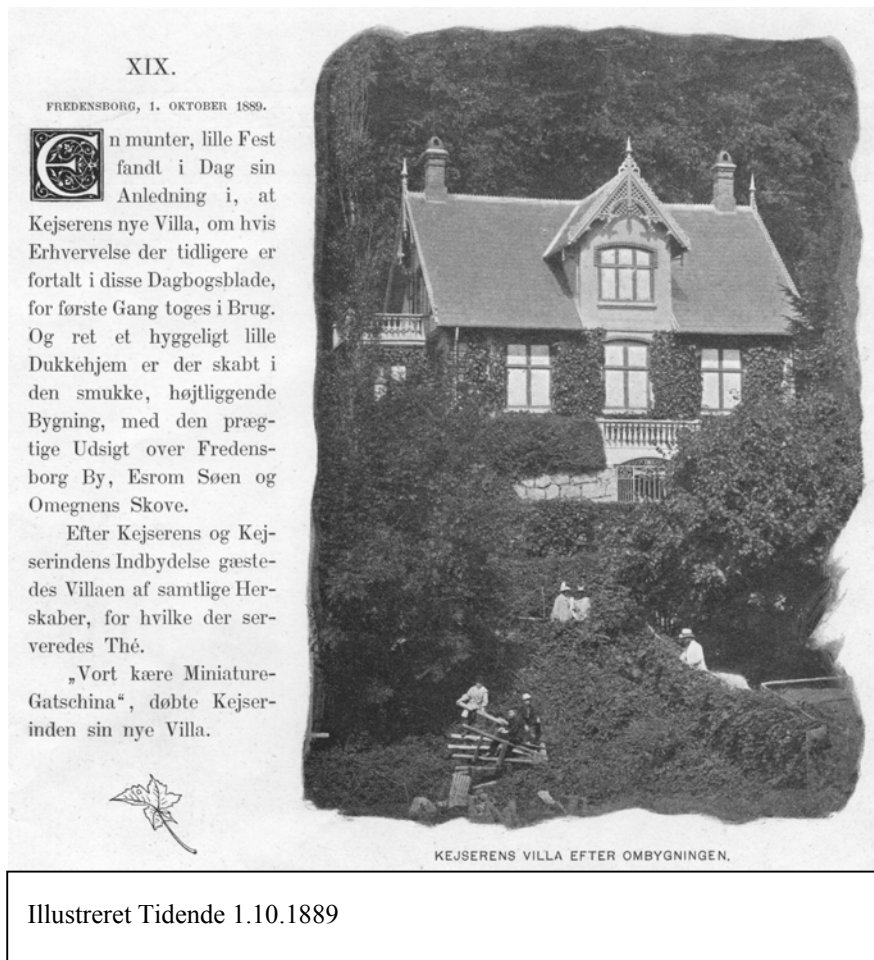 XIX.
FREDENSBORG, 1. OKTOBER 1889.
En munter, lille Fest
fandt i Dag sin
Anledning i, at
Kejserens nye Villa, om hvis
Erhvervelse der tidligere er
fortalt i disse Dagbogsblade,
for første Gang toges i Brug.
Og ret et hyggeligt lille
Dukkehjem er der skabt i
den smukke, højtliggende
Bygning, med den præg-
tige Udsigt over Fredens-
borg By, Esrom Søen og
Omegnens Skove.
Efter Kejserens og Kej-
serindens Indbydelse gæste-
des Villaen af samtlige Her-
skaber, for hvilke der ser-
veredes Thé.
„Vort kære Miniature-
Gatschina“, døbte Kejser-
inden sin nye Villa.
KEJSERENS VILLA EFTER OMBYGNINGEN.
Illustreret Tidende 1.10.1889